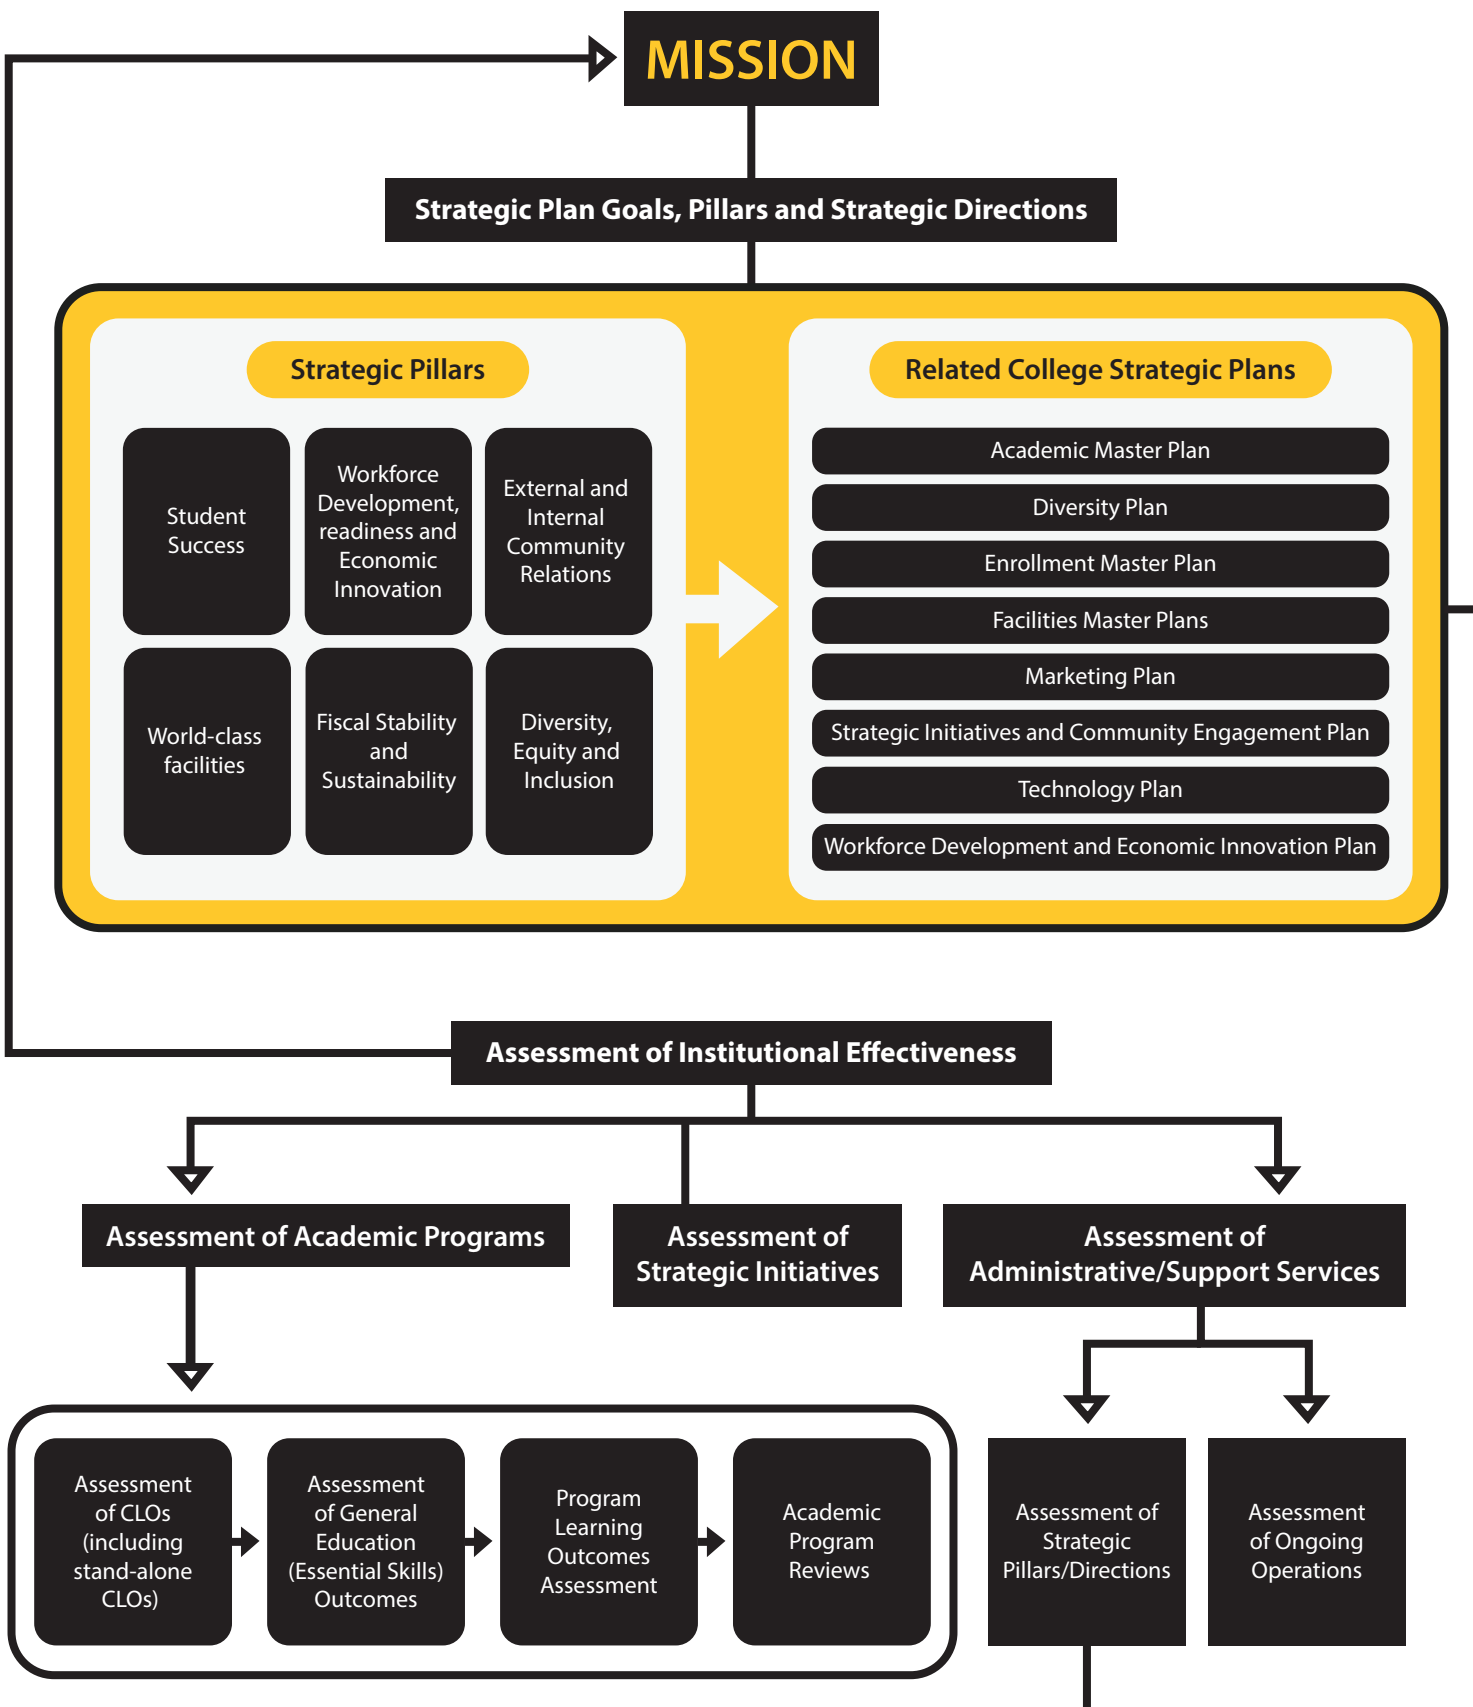 MISSION
Strategic Plan Goals, Pillars and Strategic Directions
Strategic Pillars
Student
Success
Workforce
Development,
readiness and
Economic
Innovation
External and
Internal
Community
Relations
World-class
facilities
Fiscal Stability
and
Sustainability
Diversity,
Equity and
Inclusion
Related College Strategic Plans
Academic Master Plan
Diversity Plan
Enrollment Master Plan
Facilities Master Plans
Marketing Plan
Strategic Initiatives and Community Engagement Plan
Technology Plan
Workforce Development and Economic Innovation Plan
Assessment of Institutional Effectiveness
Assessment of Academic Programs
Assessment of
Strategic Initiatives
Assessment of
Administrative/Support Services
Assessment
of CLOs
(including
stand-alone
CLOs)
Assessment
of General
Education
(Essential Skills)
Outcomes
Program
Learning
Outcomes
Assessment
Academic
Program
Reviews
Assessment of
Strategic
Pillars/Directions
Assessment
of Ongoing
Operations